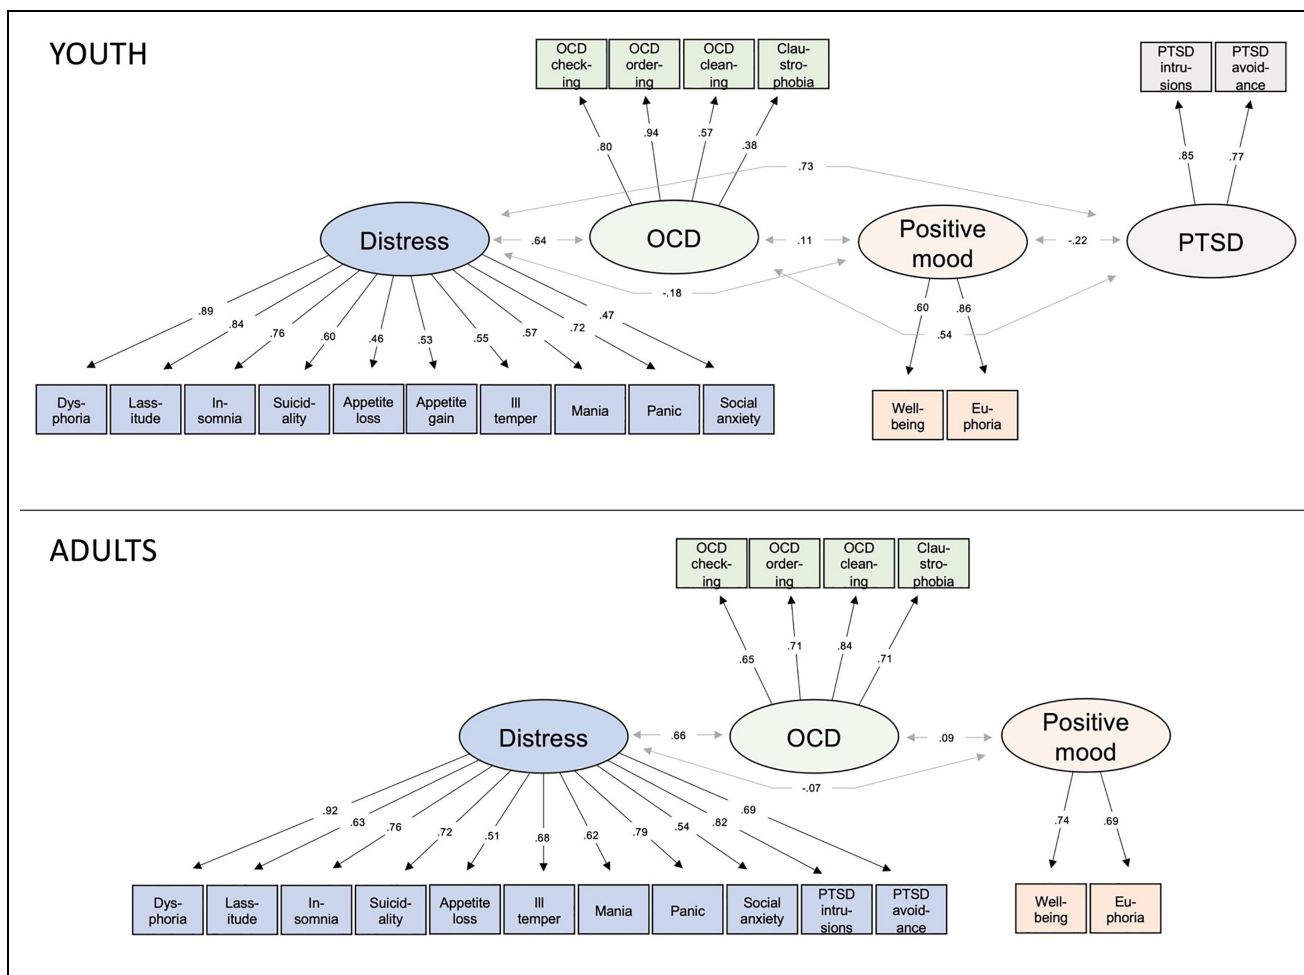 YOUTH
OCD
check-
ing
OCD
order-
ing
OCD
clean-
ing
Clau-
stro-
phobia
PTSD
intru-
sions
PTSD
avoid-
ance
.80
.94
.57
.38
.85
.77
.73
Distress
.64
OCD
.11
Positive
mood
-.22
PTSD
-.18
.54
.89
.84
.76
.60
.46
.53
.55
.57
.72
.47
.60
.86
Dys-
phoria
Lass-
itude
In-
somnia
Suicid-
ality
Appetite
loss
Appetite
gain
Ill
temper
Mania
Panic
Social
anxiety
Well-
being
Eu-
phoria
ADULTS
OCD
check-
ing
OCD
order-
ing
OCD
clean-
ing
Clau-
stro-
phobia
.65
.71
.84
.71
Distress
.66
OCD
.09
Positive
mood
-.07
.92
.63
.76
.72
.51
.68
.62
.79
.54
.82
.69
.74
.69
Dys-
phoria
Lass-
itude
In-
somnia
Suicid-
ality
Appetite
loss
Ill
temper
Mania
Panic
Social
anxiety
PTSD
intru-
sions
PTSD
avoid-
ance
Well-
being
Eu-
phoria